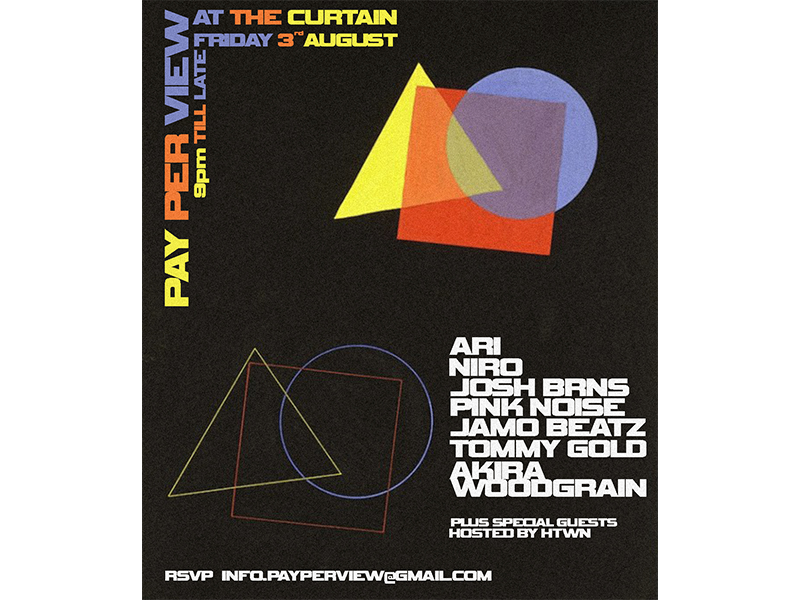 PAY PER VIEW
AT THE CURTAIN
FRIDAY 3rd AUGUST
9pm TILL LATE
ARI
NIRO
JOSH BRNS
PINK NOISE
JAMO BEATZ
TOMMY GOLD
AKIRA
WOODGRAIN
PLUS SPECIAL GUESTS
HOSTED BY HTWN
RSVP INFO.PAYPERVIEW@GMAIL.COM